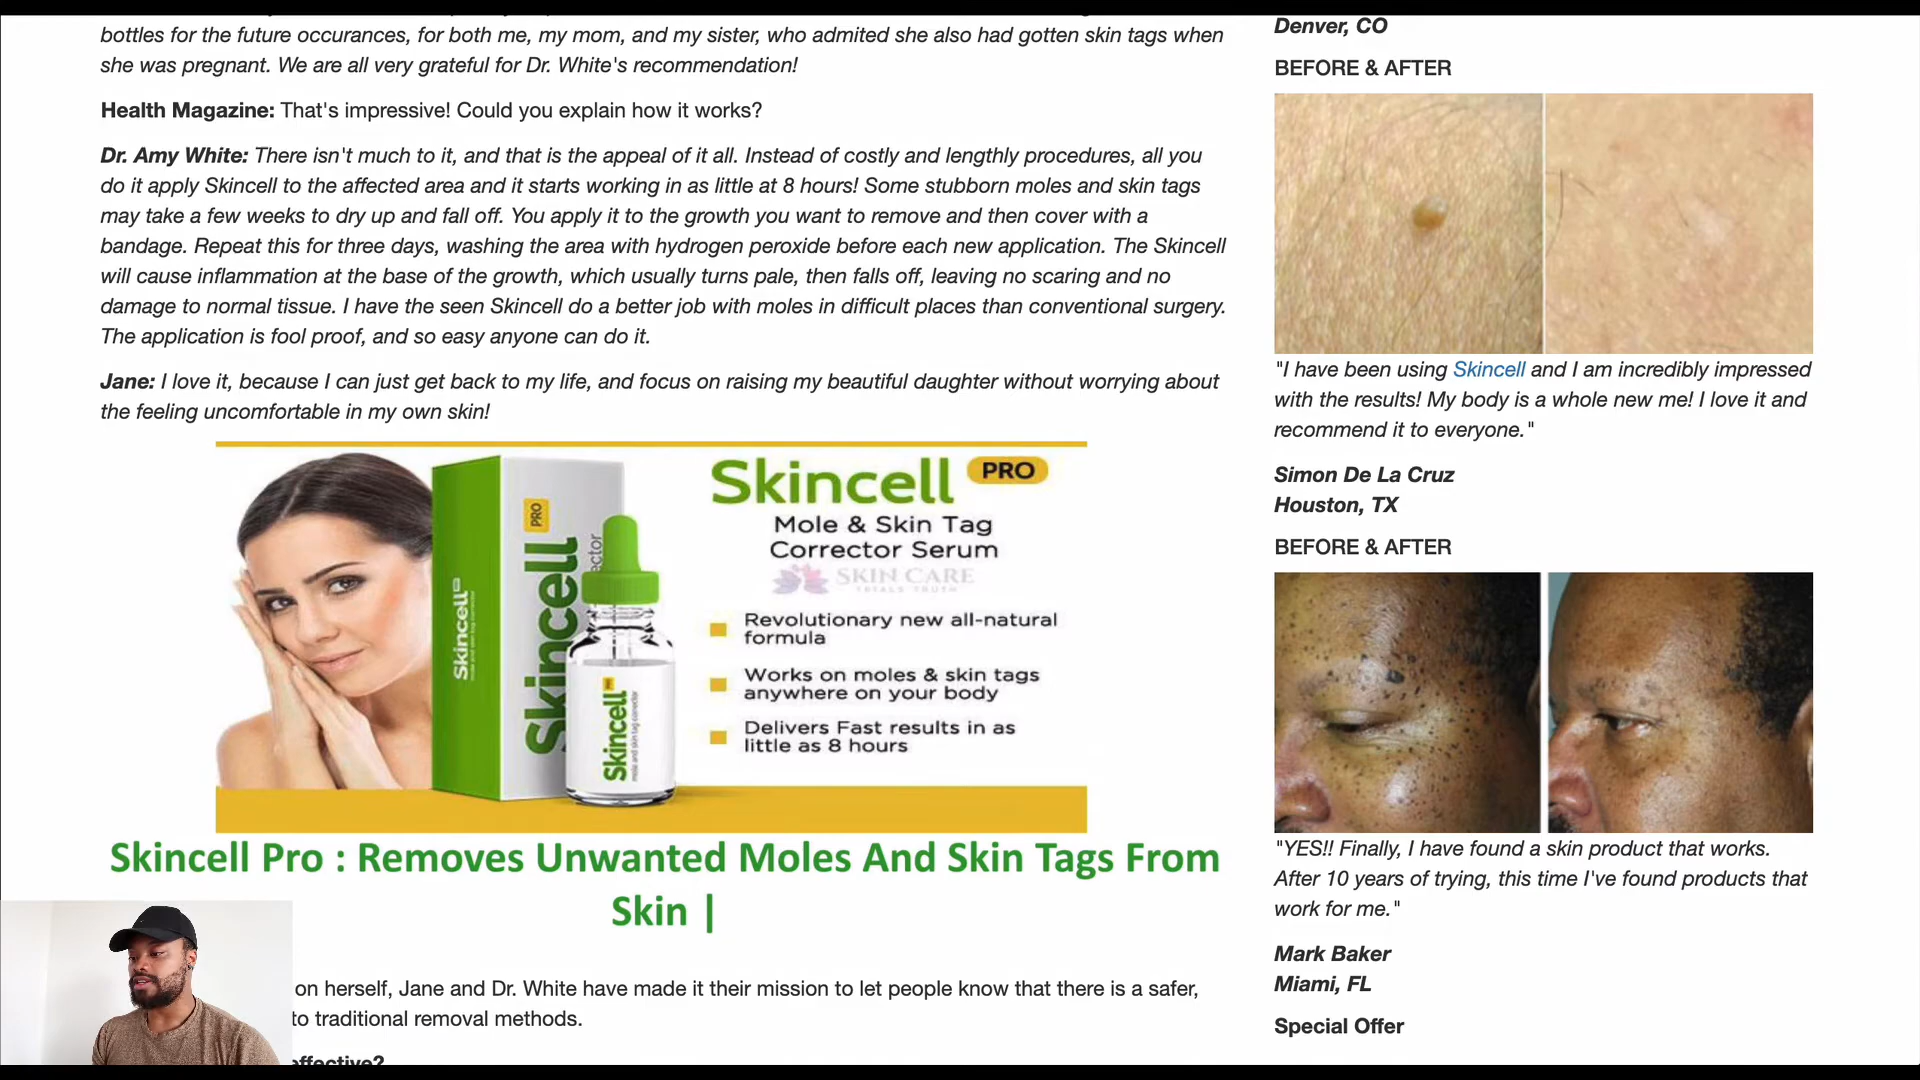 bottles for the future occurances, for both me, my mom, and my sister, who admited she also had gotten skin tags when
she was pregnant. We are all very grateful for Dr. White's recommendation!
Health Magazine: That's impressive! Could you explain how it works?
Dr. Amy White: There isn't much to it, and that is the appeal of it all. Instead of costly and lengthly procedures, all you
do it apply Skincell to the affected area and it starts working in as little at 8 hours! Some stubborn moles and skin tags
may take a few weeks to dry up and fall off. You apply it to the growth you want to remove and then cover with a
bandage. Repeat this for three days, washing the area with hydrogen peroxide before each new application. The Skincell
will cause inflammation at the base of the growth, which usually turns pale, then falls off, leaving no scaring and no
damage to normal tissue. I have the seen Skincell do a better job with moles in difficult places than conventional surgery.
The application is fool proof, and so easy anyone can do it.
Jane: I love it, because I can just get back to my life, and focus on raising my beautiful daughter without worrying about
the feeling uncomfortable in my own skin!
Skincell PRO
Mole & Skin Tag
Corrector Serum
SKIN CARE
TRIALS TRUTH
Revolutionary new all-natural
formula
Works on moles & skin tags
anywhere on your body
Delivers Fast results in as
little as 8 hours
Skincell
Skincell PRO
ector
Skincell PRO
mole and skin tag corrector
Skincell Pro : Removes Unwanted Moles And Skin Tags From
Skin |
on herself, Jane and Dr. White have made it their mission to let people know that there is a safer,
to traditional removal methods.
effective?
Denver, CO
BEFORE & AFTER
"I have been using Skincell and I am incredibly impressed
with the results! My body is a whole new me! I love it and
recommend it to everyone."
Simon De La Cruz
Houston, TX
BEFORE & AFTER
"YES!! Finally, I have found a skin product that works.
After 10 years of trying, this time I've found products that
work for me."
Mark Baker
Miami, FL
Special Offer